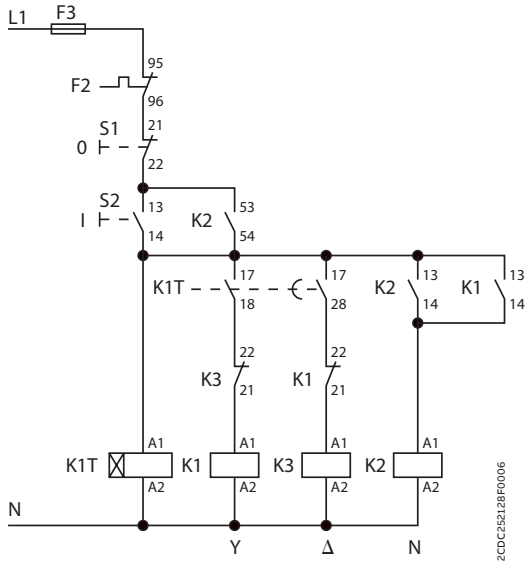 L1 F3
95
F2
96
S1 21
0
22
S2
13 53
I K2
14 54
17 17 13 13
K1T K2 K1
18 28 14 14
22 22
K3 K1
21 21
A1 A1 A1 A1
K1T K1 K3 K2
A2 A2 A2 A2
N
Y Δ N
2CDC252128F0006